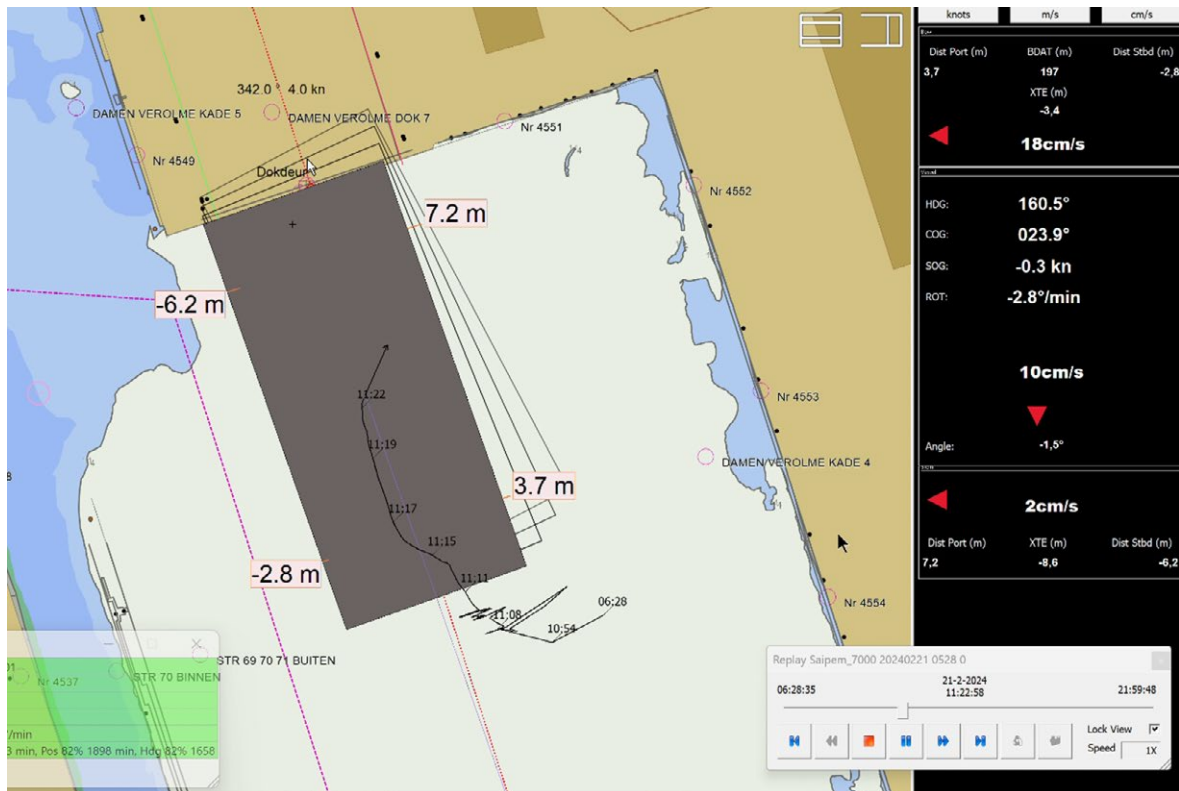 342.0 ° 4.0 kn
DAMEN VEROLME KADE 5
DAMEN VEROLME DOK 7
Nr 4551
Nr 4549
Dokdeur
Nr 4552
7.2 m
-6.2 m
11:22
Nr 4553
11:19
DAMEN VEROLME KADE 4
3.7 m
11:17
11:15
-2.8 m
11:11
06:28
11:08
10:54
Nr 4554
STR 69 70 71 BUITEN
STR 70 BINNEN
Nr 4537
/min
3 min, Pos 82% 1898 min, Hdg 82% 1658
knots m/s cm/s
Dist Port (m) BDAT (m) Dist Stbd (m)
3,7 197 -2,8
XTE (m)
-3,4
18cm/s
Vessel
HDG: 160.5°
COG: 023.9°
SOG: -0.3 kn
ROT: -2.8°/min
10cm/s
Angle: -1,5°
2cm/s
Dist Port (m) XTE (m) Dist Stbd (m)
7,2 -8,6 -6,2
Replay Saipem_7000 20240221 0528 0
21-2-2024
06:28:35 11:22:58 21:59:48
Lock View
Speed 1X